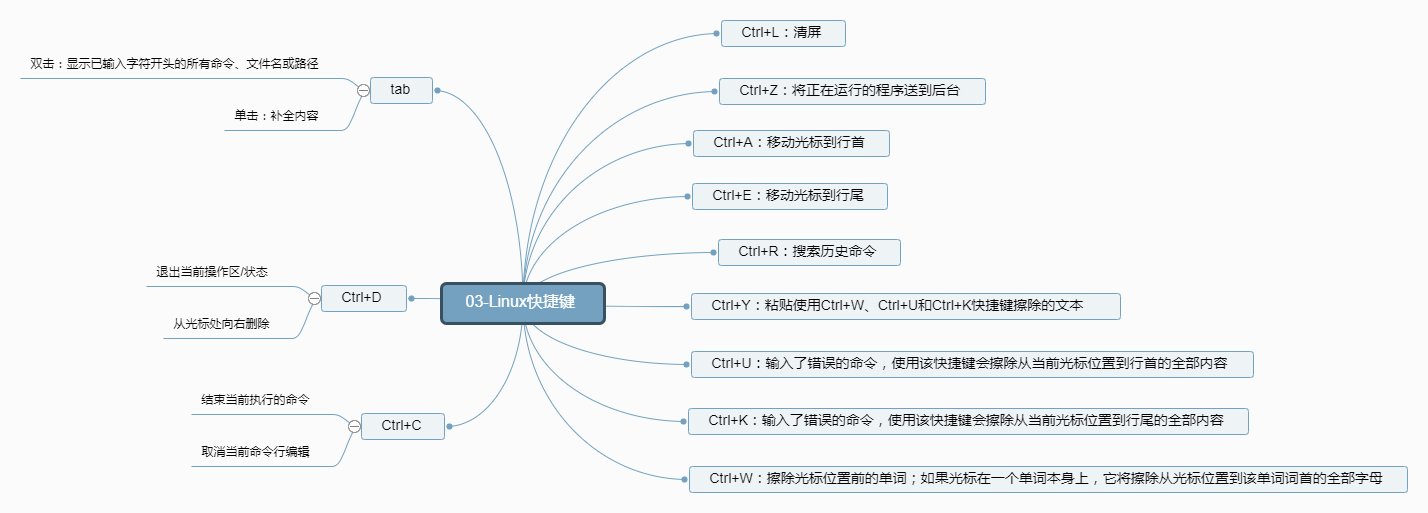 03-Linux快捷键
Ctrl+L：清屏
Ctrl+Z：将正在运行的程序送到后台
Ctrl+A：移动光标到行首
Ctrl+E：移动光标到行尾
Ctrl+R：搜索历史命令
Ctrl+Y：粘贴使用Ctrl+W、Ctrl+U和Ctrl+K快捷键擦除的文本
Ctrl+U：输入了错误的命令，使用该快捷键会擦除从当前光标位置到行首的全部内容
Ctrl+K：输入了错误的命令，使用该快捷键会擦除从当前光标位置到行尾的全部内容
Ctrl+W：擦除光标位置前的单词；如果光标在一个单词本身上，它将擦除从光标位置到该单词词首的全部字母
tab
双击：显示已输入字符开头的所有命令、文件名或路径
单击：补全内容
Ctrl+D
退出当前操作区/状态
从光标处向右删除
Ctrl+C
结束当前执行的命令
取消当前命令行编辑